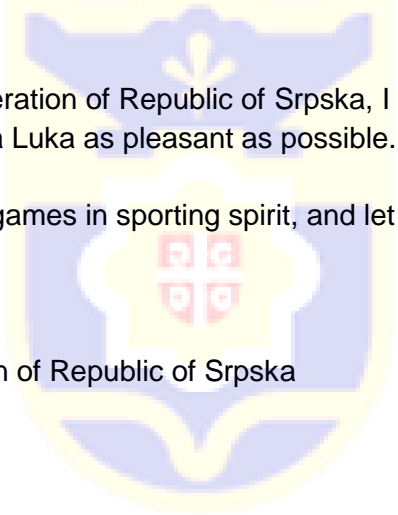 eration of Republic of Srpska, I
a Luka as pleasant as possible.
games in sporting spirit, and let
n of Republic of Srpska